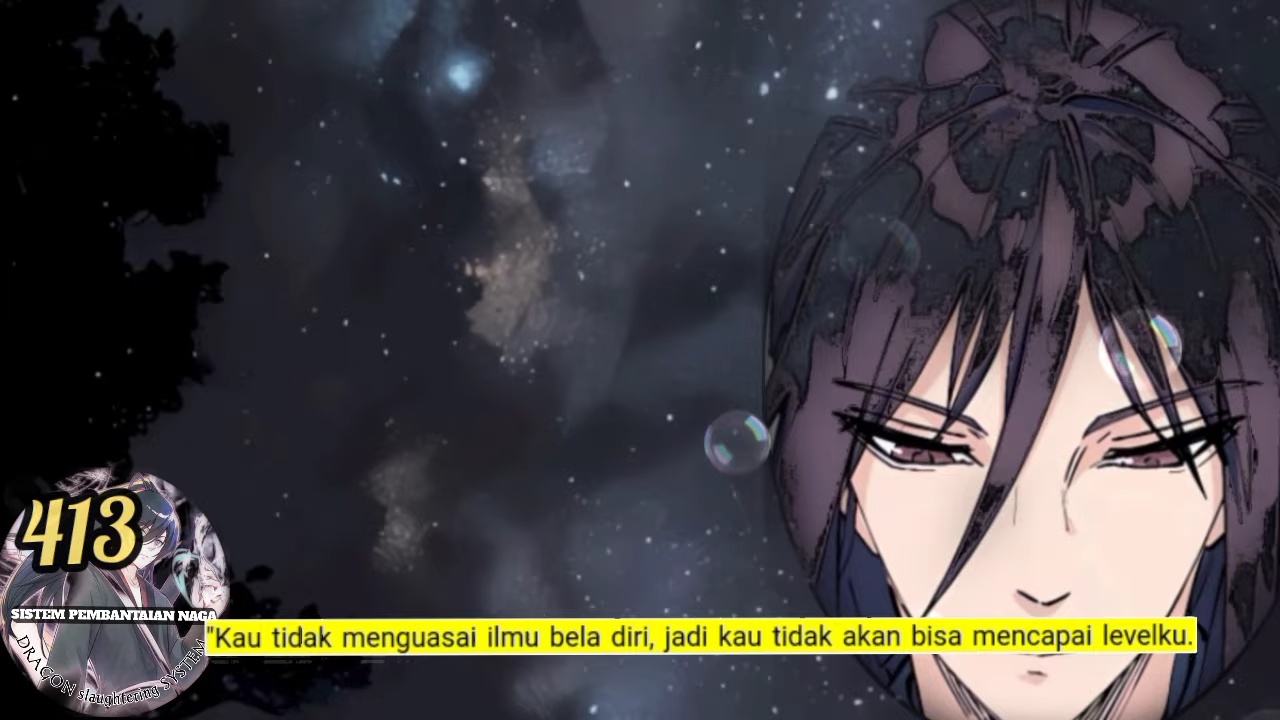 413
SISTEM PEMBANTAIAN NAGA
DRAGON slaughtering SYSTEM
"Kau tidak menguasai ilmu bela diri, jadi kau tidak akan bisa mencapai levelku.